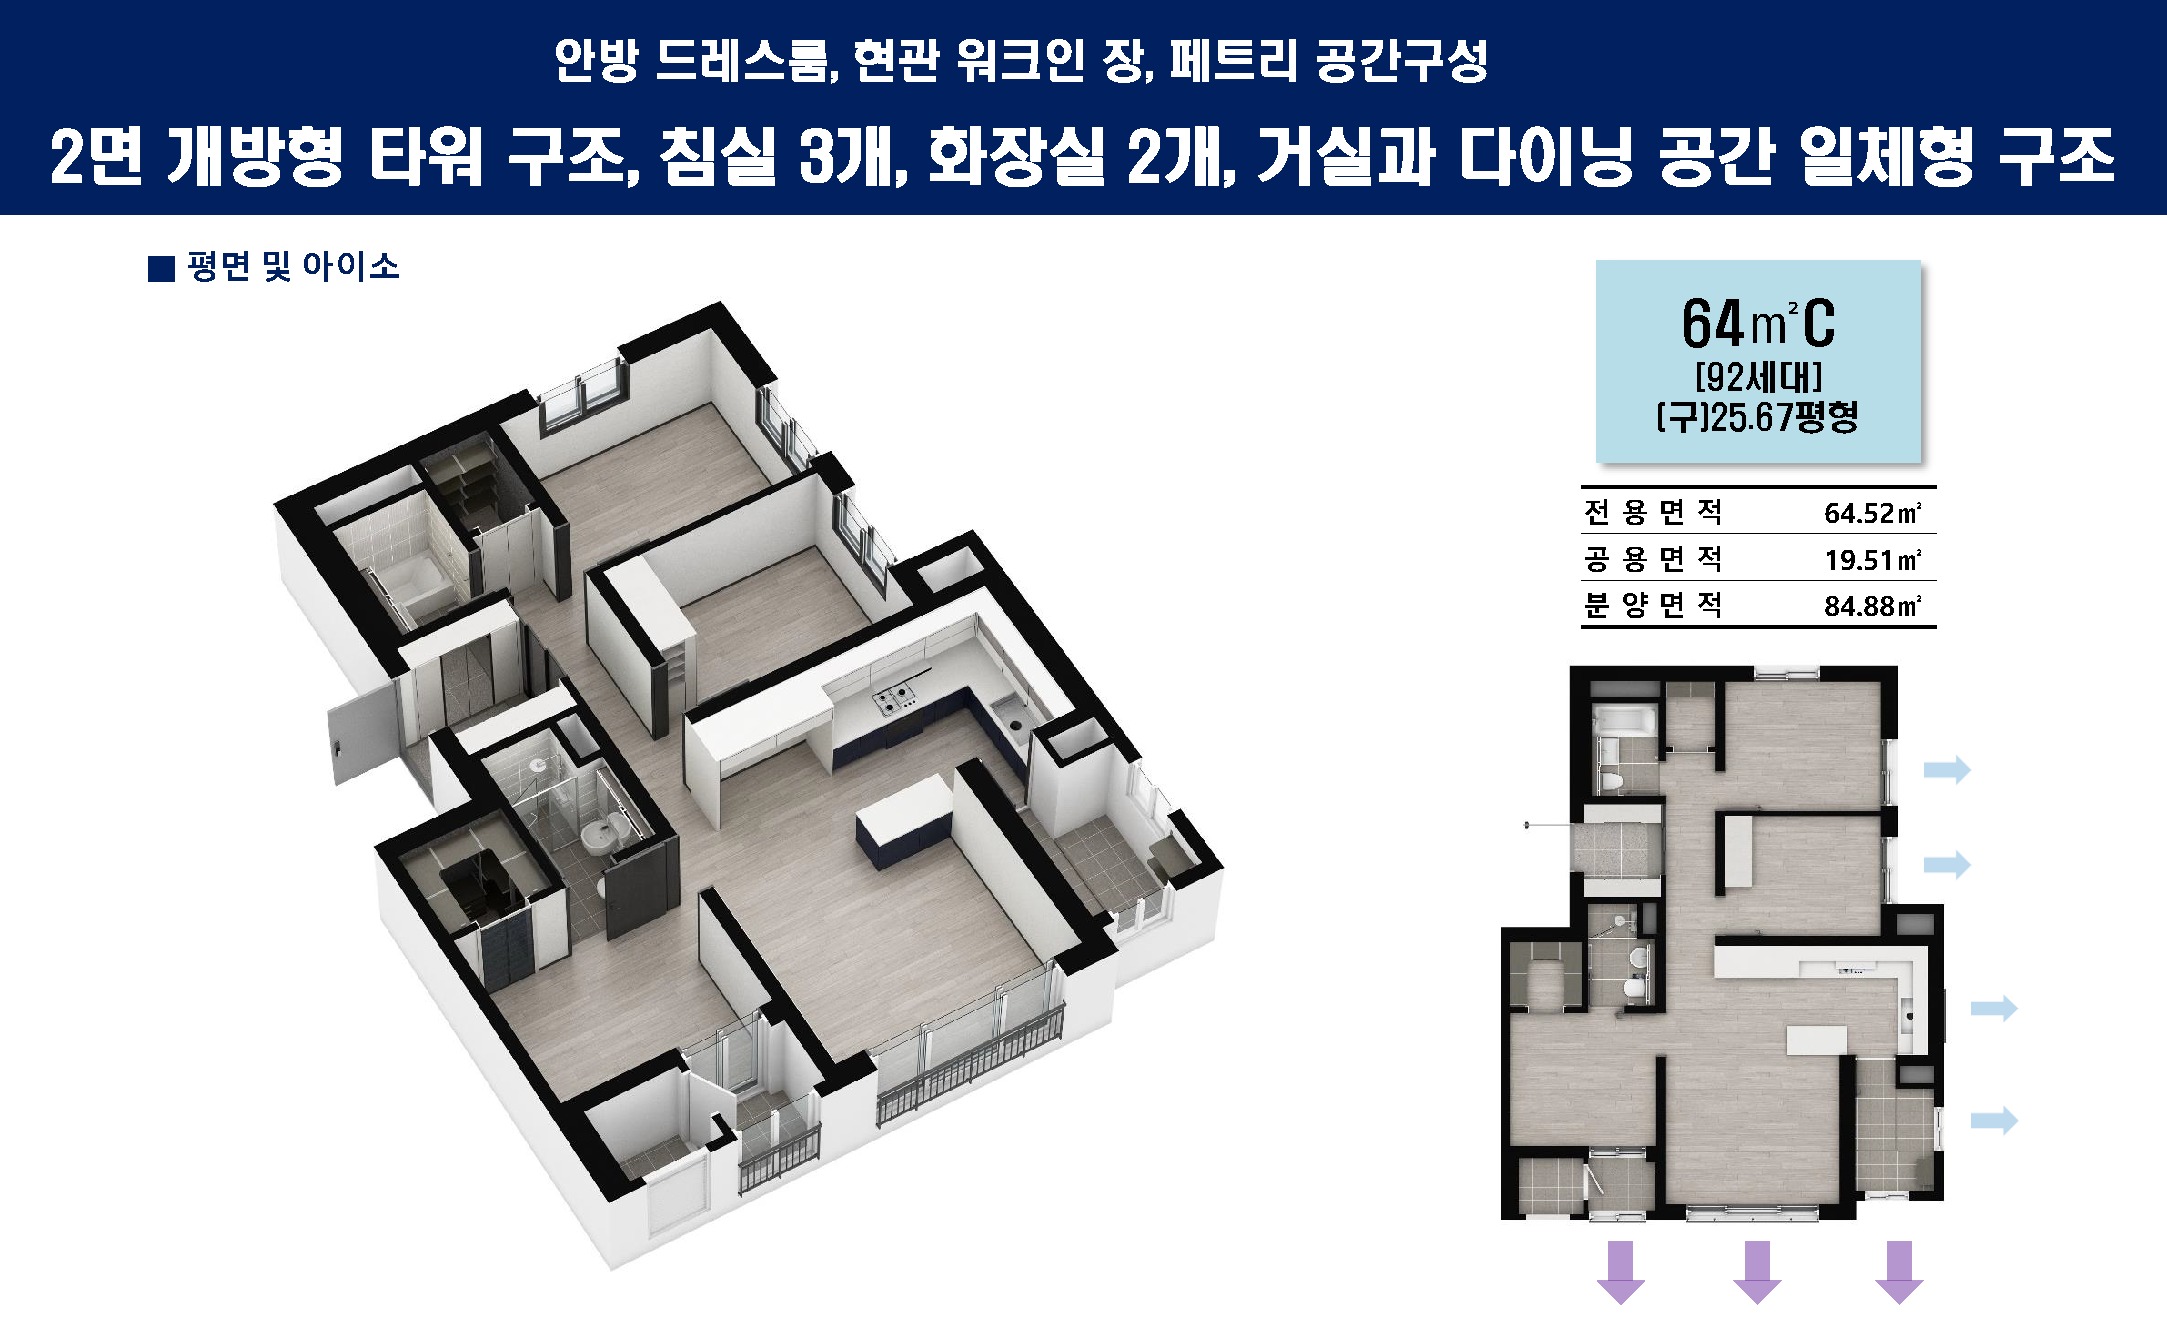 안방 드레스룸, 현관 워크인 장, 페트리 공간구성
2면 개방형 타워 구조, 침실 3개, 화장실 2개, 거실과 다이닝 공간 일체형 구조
■ 평면 및 아이소
64㎡C
[92세대]
(구)25.67평형
전용면적 64.52㎡
공용면적 19.51㎡
분양면적 84.88㎡